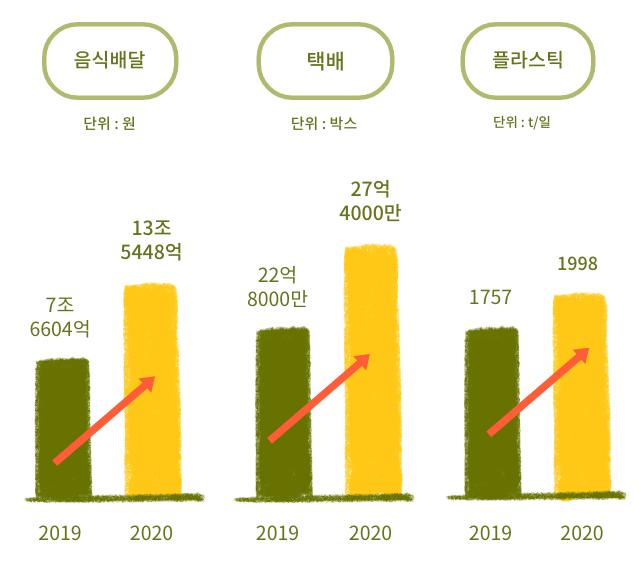 음식배달
단위 : 원
13조
5448억
7조
6604억
2019 2020
택배
단위 : 박스
27억
4000만
22억
8000만
2019 2020
플라스틱
단위 : t/일
1998
1757
2019 2020